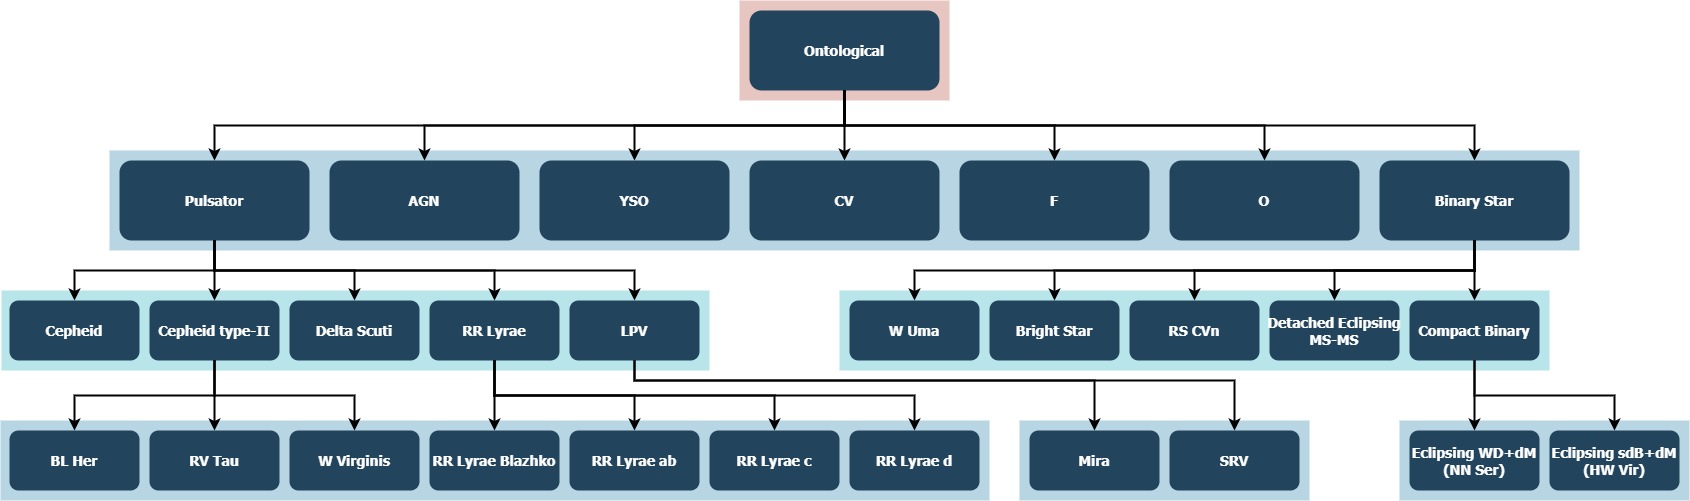 Ontological
Pulsator
AGN
YSO
CV
F
O
Binary Star
Cepheid
Cepheid type-II
Delta Scuti
RR Lyrae
LPV
W Uma
Bright Star
RS CVn
Detached Eclipsing
MS-MS
Compact Binary
BL Her
RV Tau
W Virginis
RR Lyrae Blazhko
RR Lyrae ab
RR Lyrae c
RR Lyrae d
Mira
SRV
Eclipsing WD+dM
(NN Ser)
Eclipsing sdB+dM
(HW Vir)